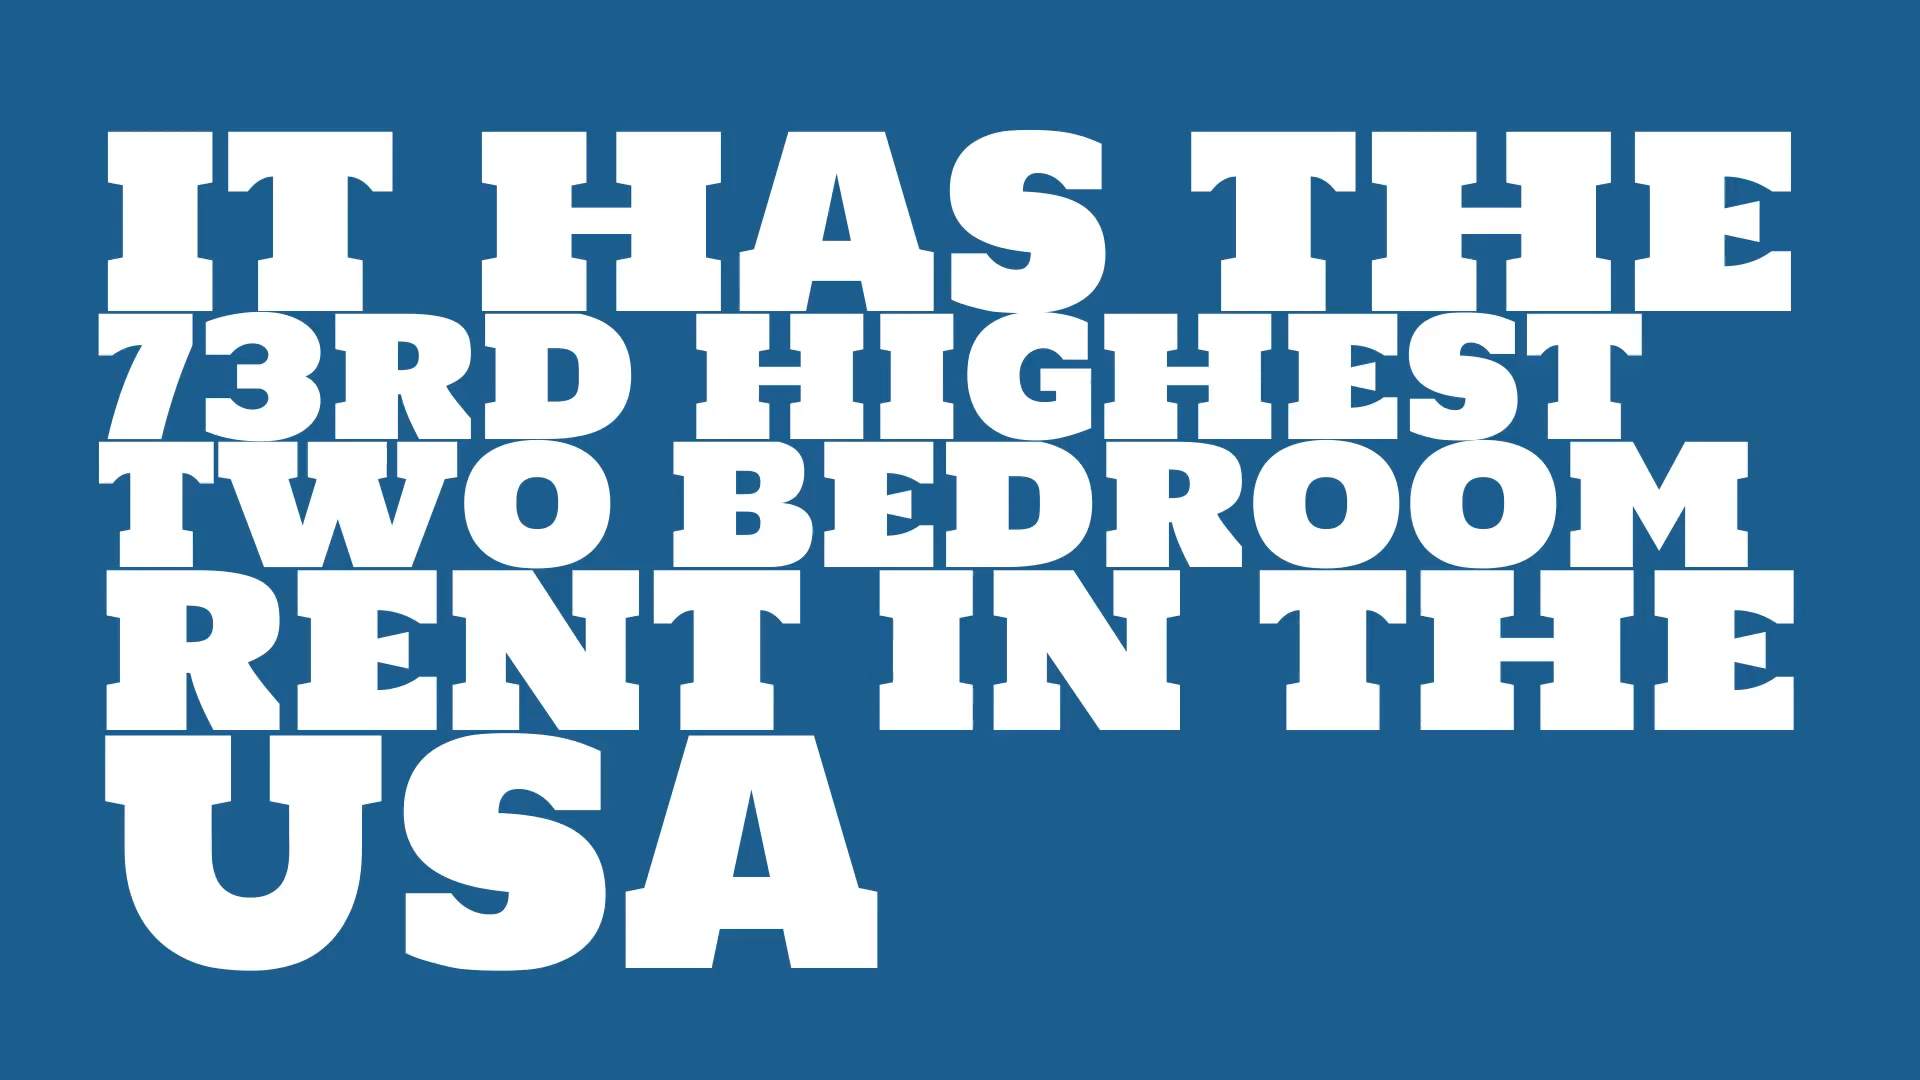 IT HAS THE
73RD HIGHEST
TWO BEDROOM
RENT IN THE
USA